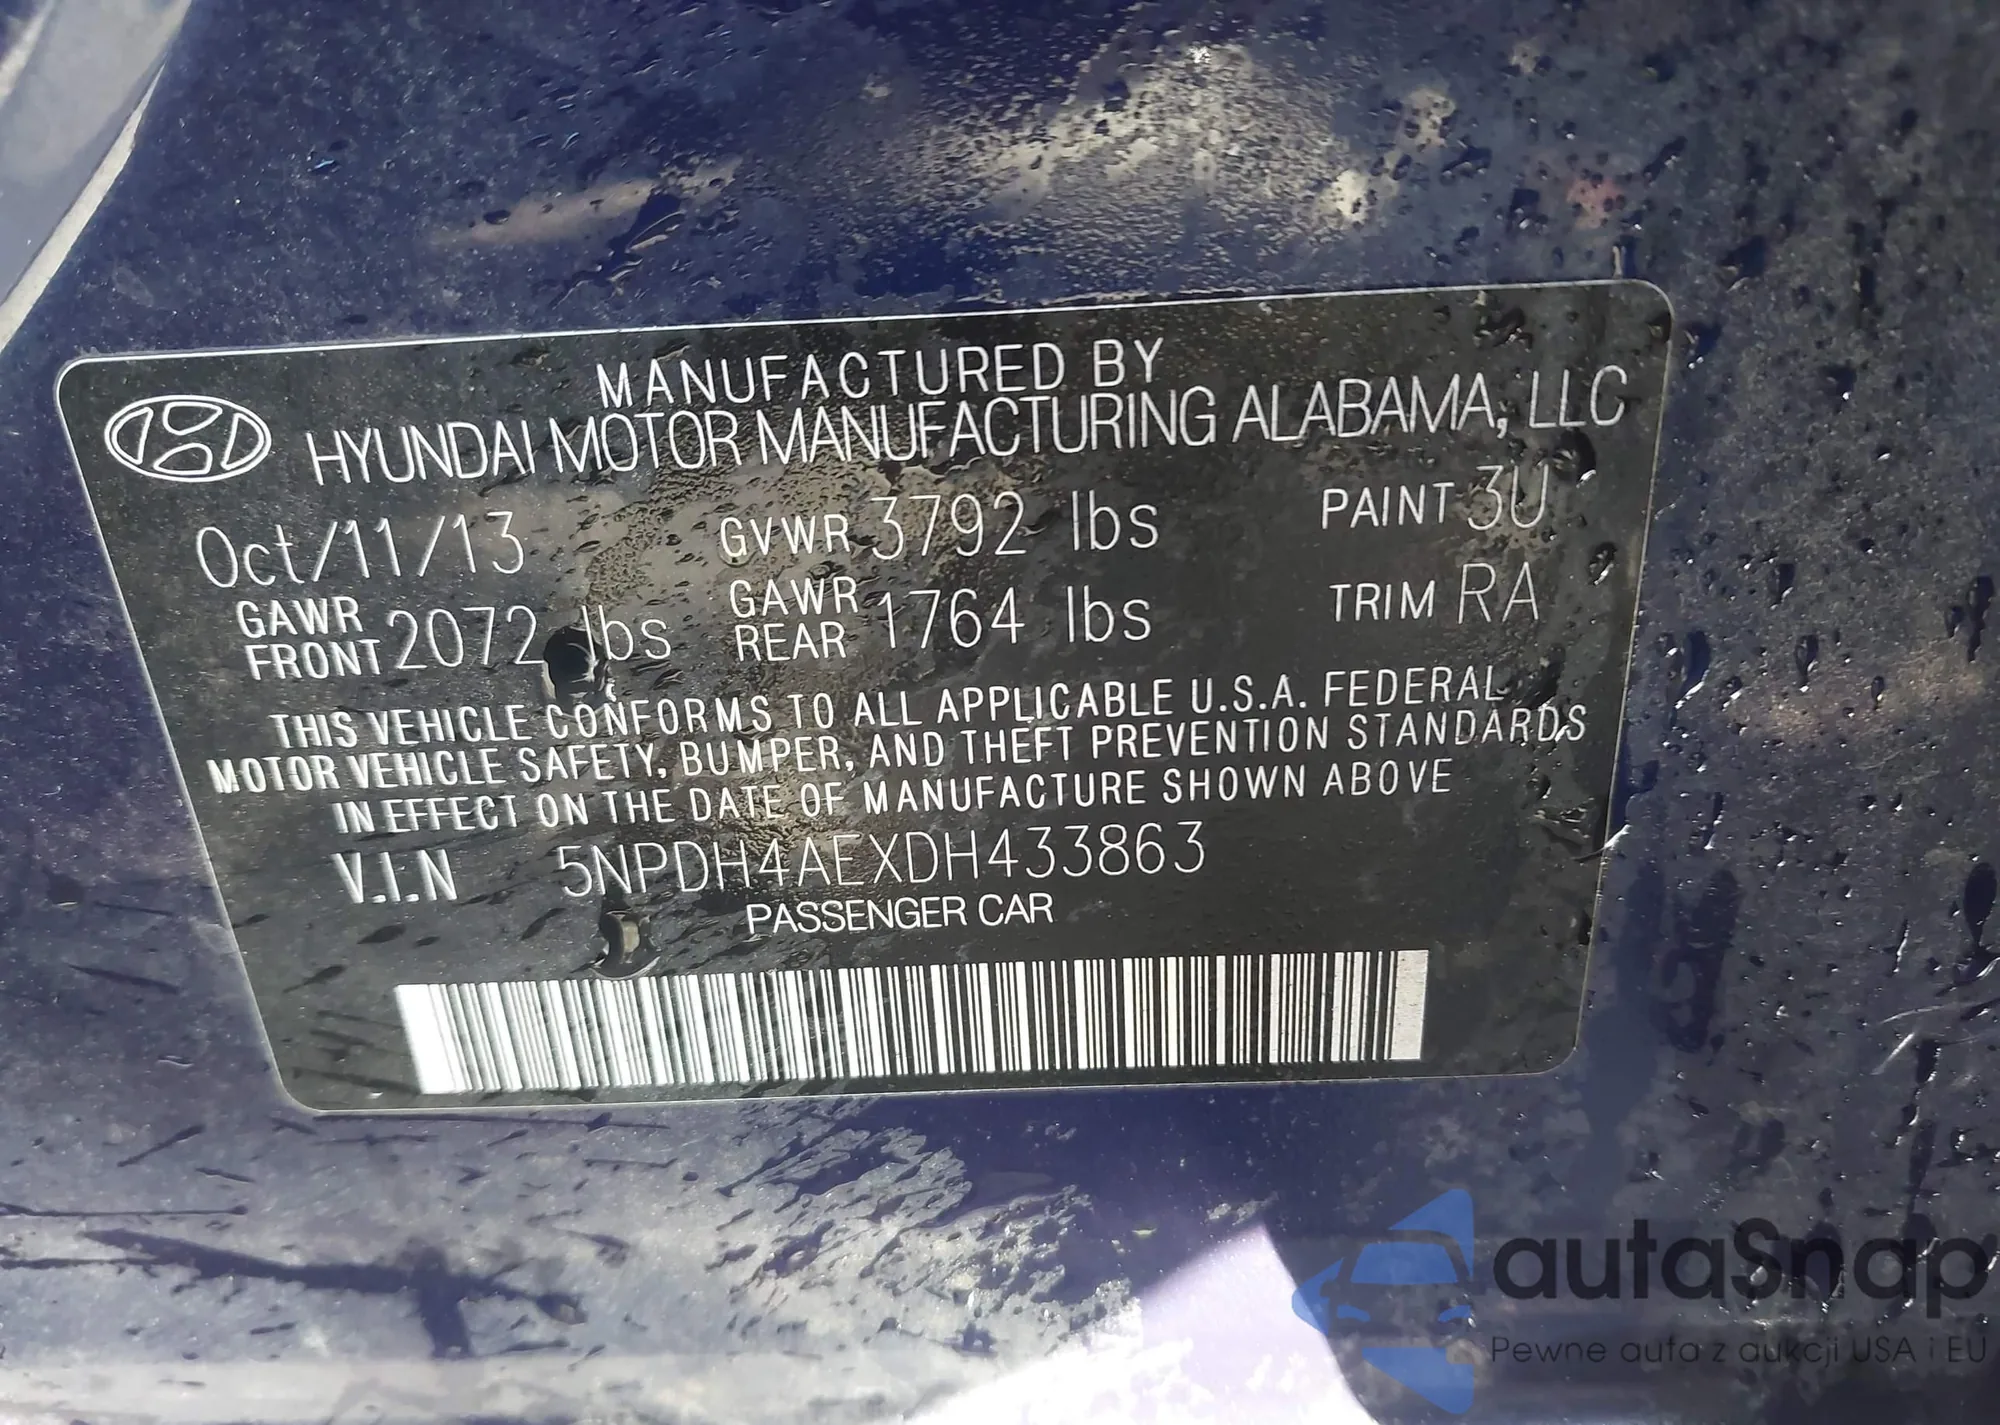 MANUFACTURED BY
HYUNDAI MOTOR MANUFACTURING ALABAMA, LLC
Oct/11/13 GVWR 3792 lbs PAINT 3U
GAWR FRONT 2072 lbs GAWR REAR 1764 lbs TRIM RA
THIS VEHICLE CONFORMS TO ALL APPLICABLE U.S.A. FEDERAL
MOTOR VEHICLE SAFETY, BUMPER, AND THEFT PREVENTION STANDARDS
IN EFFECT ON THE DATE OF MANUFACTURE SHOWN ABOVE
V.I.N 5NPDH4AEXDH433863
PASSENGER CAR
autaSnap
Pewne auta z aukcji USA i EU